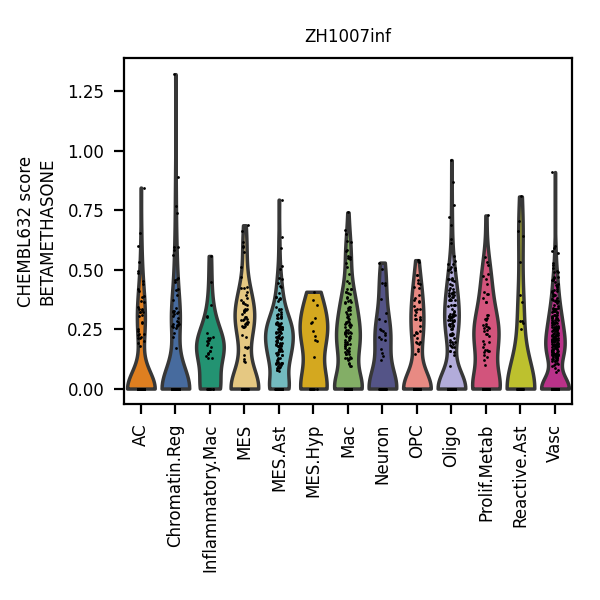 ZH1007inf
CHEMBL632 score
BETAMETHASONE
1.25
1.00
0.75
0.50
0.25
0.00
AC
Chromatin.Reg
Inflammatory.Mac
MES
MES.Ast
MES.Hyp
Mac
Neuron
OPC
Oligo
Prolif.Metab
Reactive.Ast
Vasc